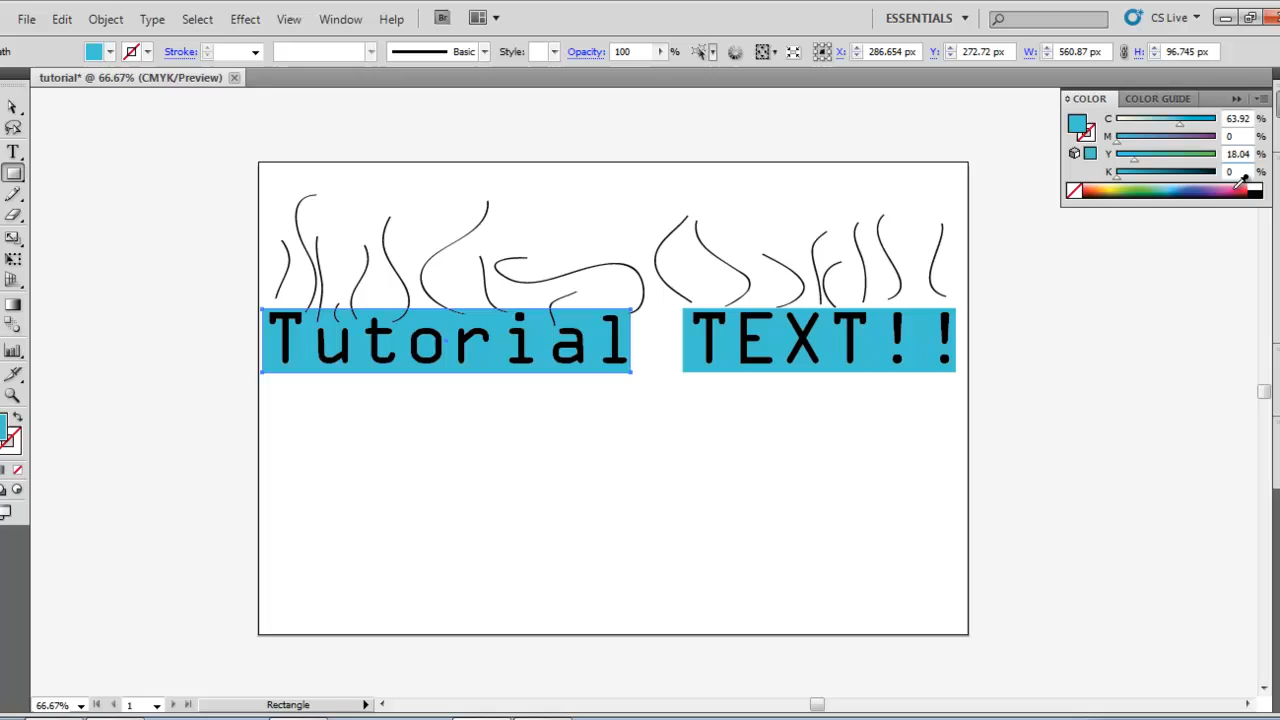 File Edit Object Type Select Effect View Window Help Br ESSENTIALS CS Live
ath Stroke: Basic Style: Opacity: 100 % X: 286.654 px Y: 272.72 px W: 560.87 px H: 96.745 px
tutorial* @ 66.67% (CMYK/Preview)
COLOR COLOR GUIDE
C 63.92 %
M 0 %
Y 18.04 %
K 0 %
Tutorial TEXT!!
66.67% 1 Rectangle